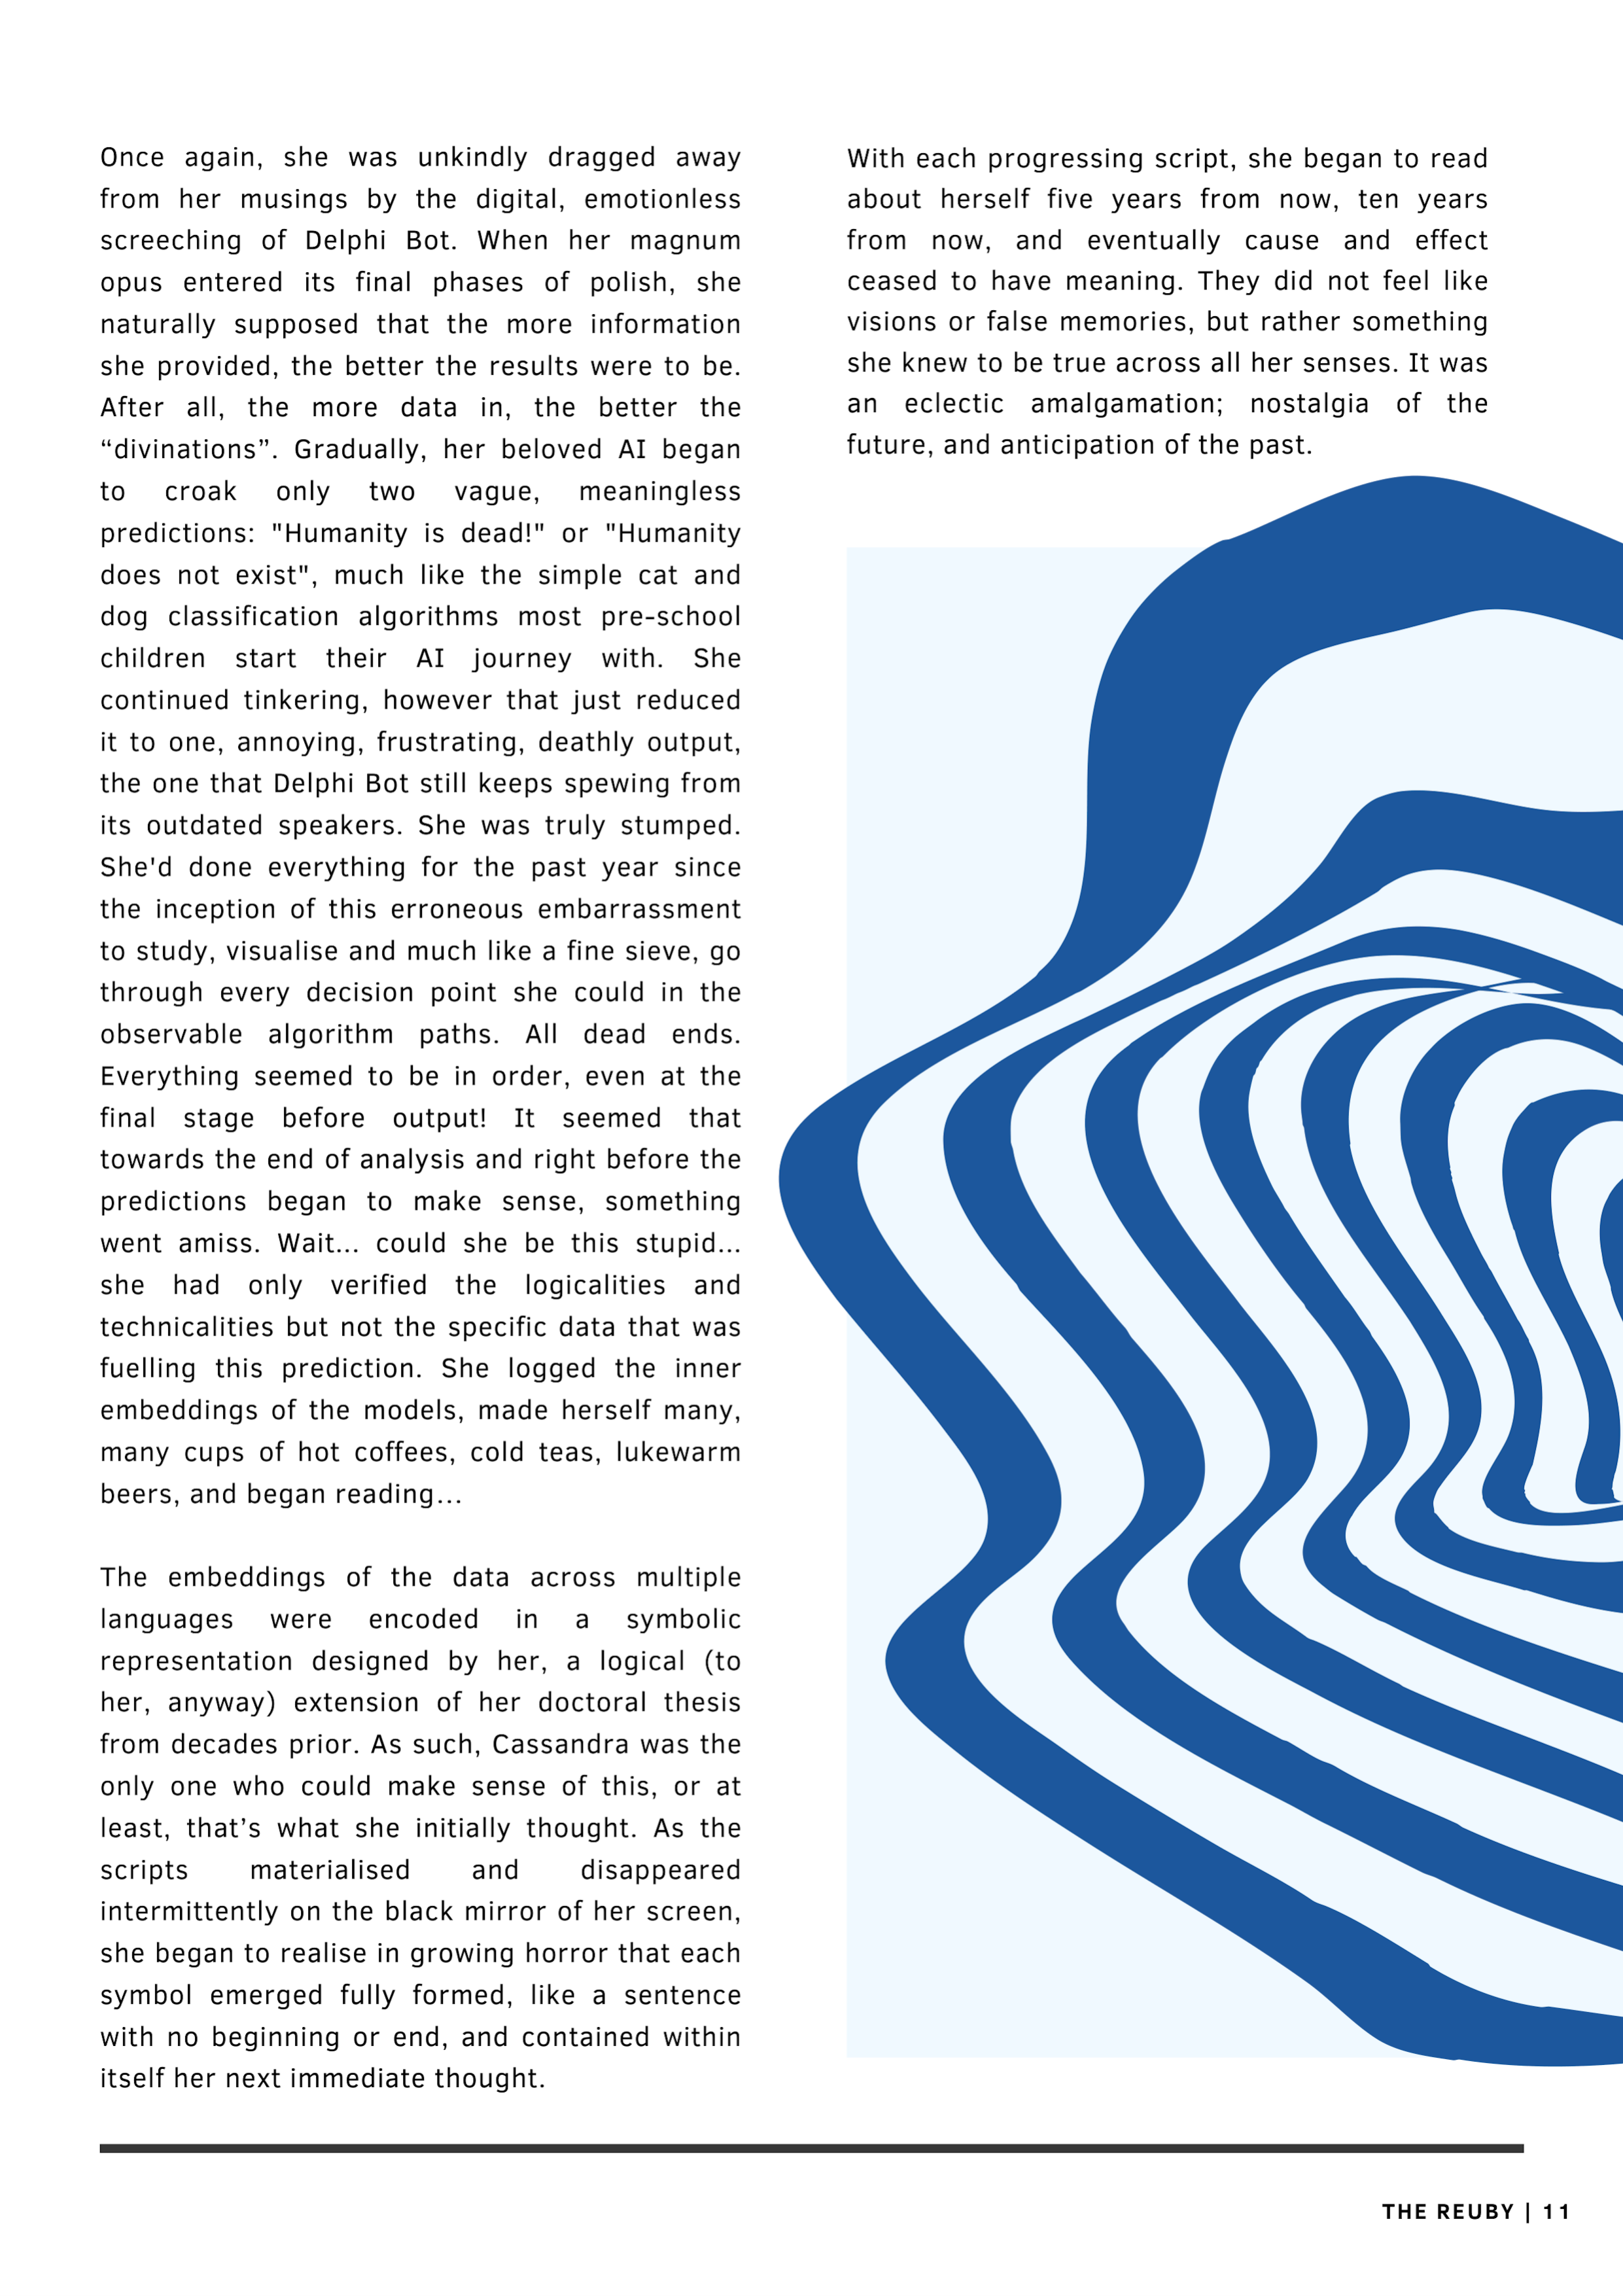 Once again, she was unkindly dragged away
from her musings by the digital, emotionless
screeching of Delphi Bot. When her magnum
opus entered its final phases of polish, she
naturally supposed that the more information
she provided, the better the results were to be.
After all, the more data in, the better the
“divinations”. Gradually, her beloved AI began
to croak only two vague, meaningless
predictions: "Humanity is dead!" or "Humanity
does not exist", much like the simple cat and
dog classification algorithms most pre-school
children start their AI journey with. She
continued tinkering, however that just reduced
it to one, annoying, frustrating, deathly output,
the one that Delphi Bot still keeps spewing from
its outdated speakers. She was truly stumped.
She'd done everything for the past year since
the inception of this erroneous embarrassment
to study, visualise and much like a fine sieve, go
through every decision point she could in the
observable algorithm paths. All dead ends.
Everything seemed to be in order, even at the
final stage before output! It seemed that
towards the end of analysis and right before the
predictions began to make sense, something
went amiss. Wait... could she be this stupid...
she had only verified the logicalities and
technicalities but not the specific data that was
fuelling this prediction. She logged the inner
embeddings of the models, made herself many,
many cups of hot coffees, cold teas, lukewarm
beers, and began reading…
The embeddings of the data across multiple
languages were encoded in a symbolic
representation designed by her, a logical (to
her, anyway) extension of her doctoral thesis
from decades prior. As such, Cassandra was the
only one who could make sense of this, or at
least, that’s what she initially thought. As the
scripts materialised and disappeared
intermittently on the black mirror of her screen,
she began to realise in growing horror that each
symbol emerged fully formed, like a sentence
with no beginning or end, and contained within
itself her next immediate thought.
With each progressing script, she began to read
about herself five years from now, ten years
from now, and eventually cause and effect
ceased to have meaning. They did not feel like
visions or false memories, but rather something
she knew to be true across all her senses. It was
an eclectic amalgamation; nostalgia of the
future, and anticipation of the past.
THE REUBY | 11